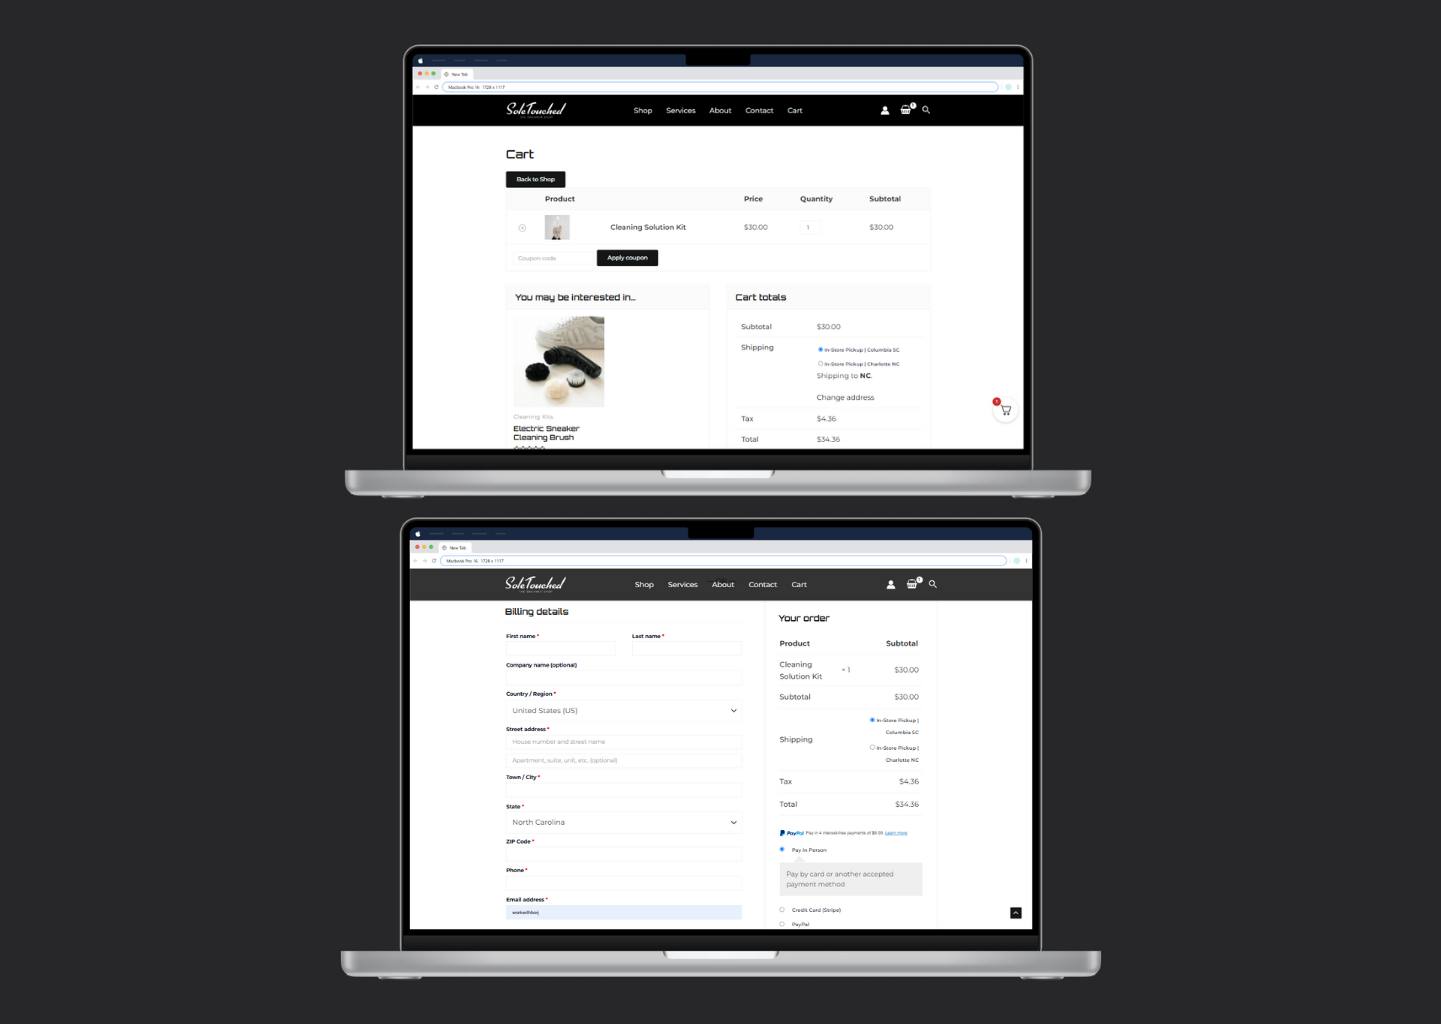 New Tab
Macbook Pro 16 1728 x 1117
SoleTouched
Shop Services About Contact Cart
1
Cart
Back to Shop
Product Price Quantity Subtotal
Cleaning Solution Kit $30.00 1 $30.00
Coupon code Apply coupon
You may be interested in...
Cleaning Kits
Electric Sneaker
Cleaning Brush
Cart totals
Subtotal $30.00
Shipping In-Store Pickup | Columbia SC
In-Store Pickup | Charlotte NC
Shipping to NC.
Change address
Tax $4.36
Total $34.36
1
New Tab
Macbook Pro 16 1728 x 1117
SoleTouched
Shop Services About Contact Cart
1
Billing details
First name * Last name *
Company name (optional)
Country / Region *
United States (US)
Street address *
House number and street name
Apartment, suite, unit, etc. (optional)
Town / City *
State *
North Carolina
ZIP Code *
Phone *
Email address *
Your order
Product Subtotal
Cleaning
Solution Kit × 1 $30.00
Subtotal $30.00
Shipping
In-Store Pickup |
Columbia SC
In-Store Pickup |
Charlotte NC
Tax $4.36
Total $34.36
PayPal Pay in 4 interest-free payments of Learn more
Pay In Person
Pay by card or another accepted
payment method
Credit Card (Stripe)
PayPal